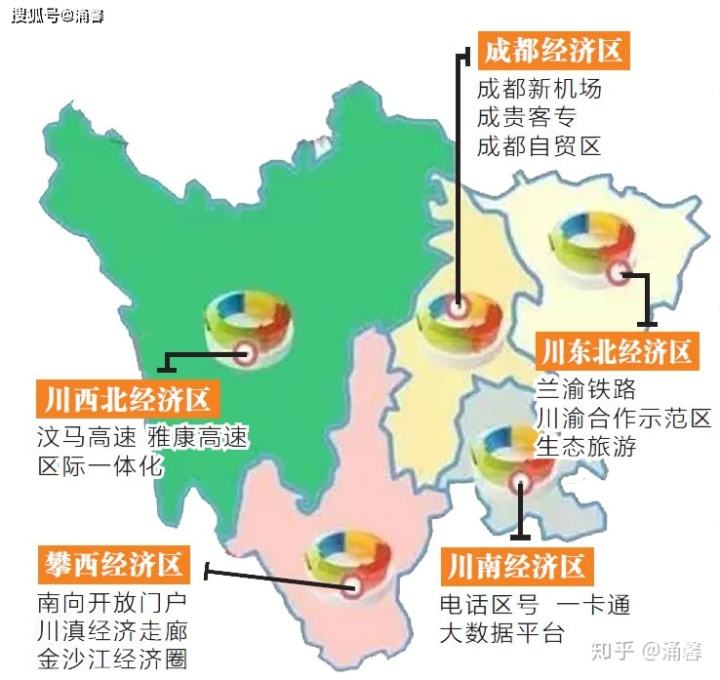 搜狐号@涌馨
成都经济区
成都新机场
成贵客专
成都自贸区
川东北经济区
兰渝铁路
川渝合作示范区
生态旅游
川西北经济区
汶马高速 雅康高速
区际一体化
攀西经济区
南向开放门户
川滇经济走廊
金沙江经济圈
川南经济区
电话区号 一卡通
大数据平台
知乎 @涌馨